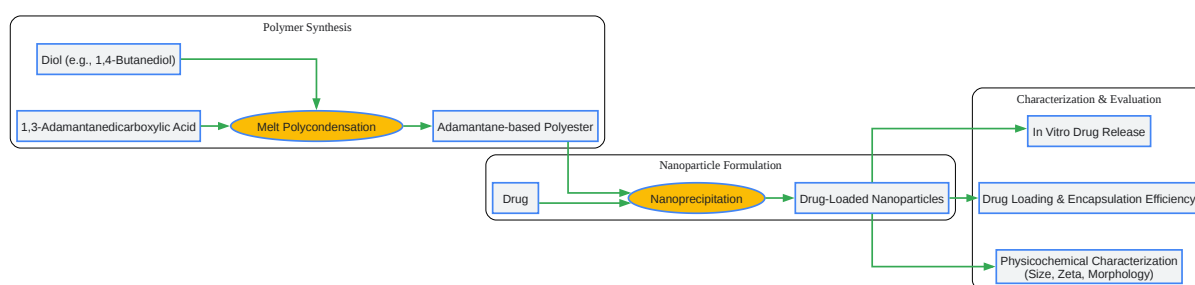 Polymer Synthesis
Diol (e.g., 1,4-Butanediol)
1,3-Adamantanedicarboxylic Acid
Melt Polycondensation
Adamantane-based Polyester
Nanoparticle Formulation
Drug
Nanoprecipitation
Drug-Loaded Nanoparticles
Characterization & Evaluation
In Vitro Drug Release
Drug Loading & Encapsulation Efficiency
Physicochemical Characterization
(Size, Zeta, Morphology)